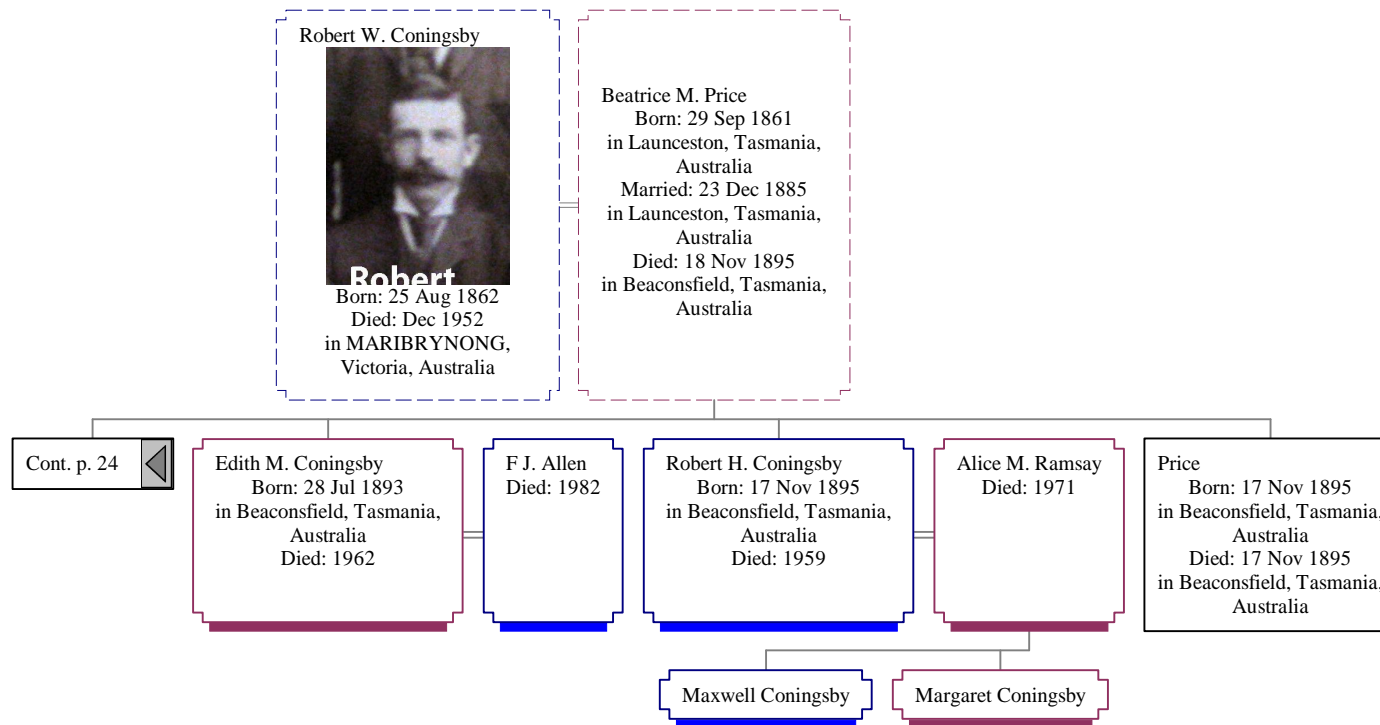 Robert W. Coningsby
Robert
Born: 25 Aug 1862
Died: Dec 1952
in MARIBRYNONG,
Victoria, Australia
Beatrice M. Price
Born: 29 Sep 1861
in Launceston, Tasmania,
Australia
Married: 23 Dec 1885
in Launceston, Tasmania,
Australia
Died: 18 Nov 1895
in Beaconsfield, Tasmania,
Australia
Cont. p. 24
Edith M. Coningsby
Born: 28 Jul 1893
in Beaconsfield, Tasmania,
Australia
Died: 1962
F J. Allen
Died: 1982
Robert H. Coningsby
Born: 17 Nov 1895
in Beaconsfield, Tasmania,
Australia
Died: 1959
Alice M. Ramsay
Died: 1971
Price
Born: 17 Nov 1895
in Beaconsfield, Tasmania,
Australia
Died: 17 Nov 1895
in Beaconsfield, Tasmania,
Australia
Maxwell Coningsby
Margaret Coningsby